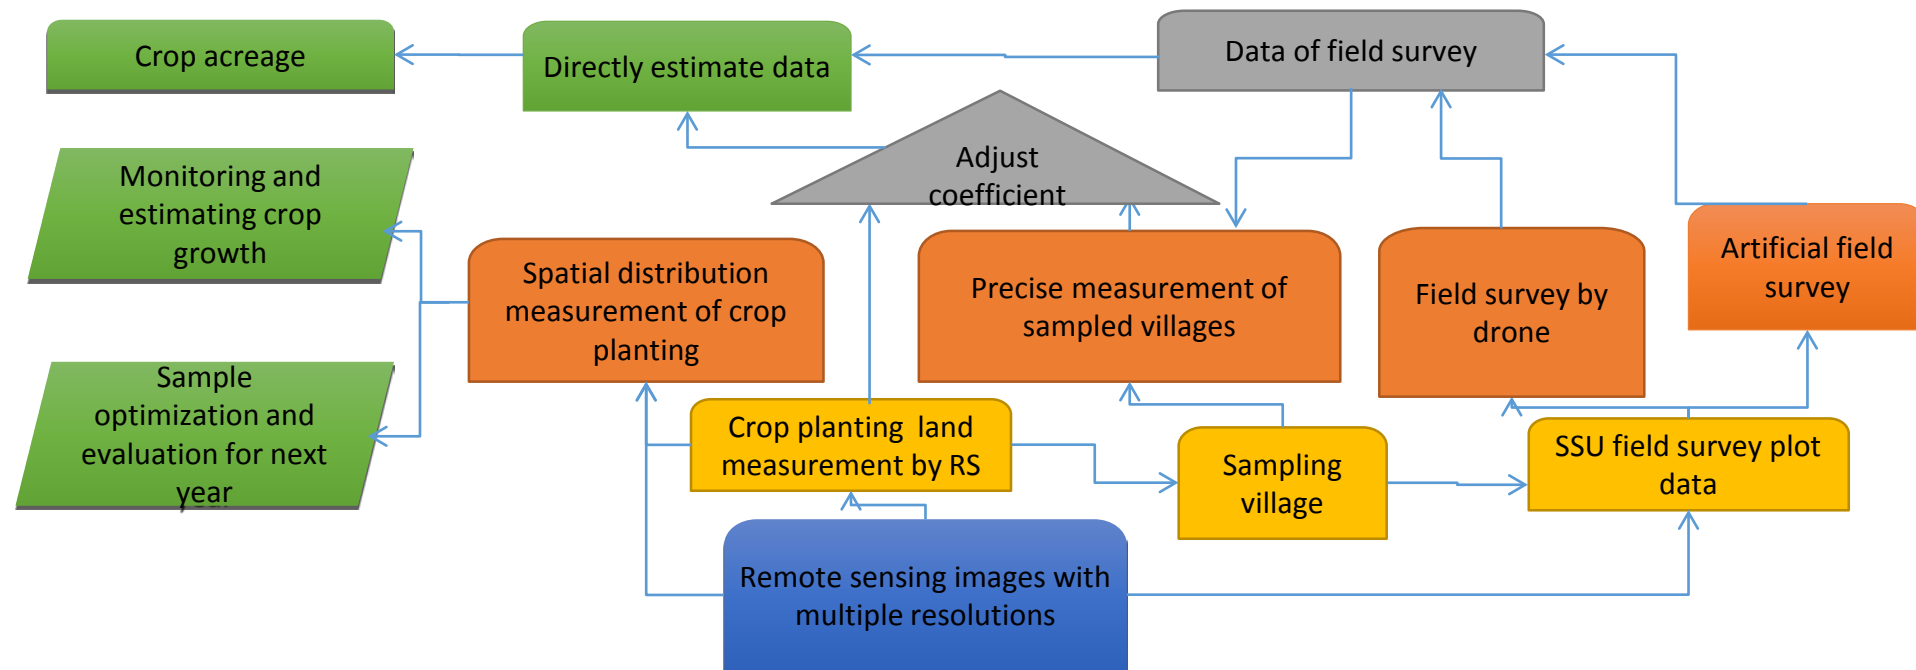 Crop acreage
Directly estimate data
Data of field survey
Monitoring and
estimating crop
growth
Adjust
coefficient
Spatial distribution
measurement of crop
planting
Precise measurement of
sampled villages
Field survey by
drone
Artificial field
survey
Sample
optimization and
evaluation for next
year
Crop planting  land
measurement by RS
Sampling
village
SSU field survey plot
data
Remote sensing images with
multiple resolutions